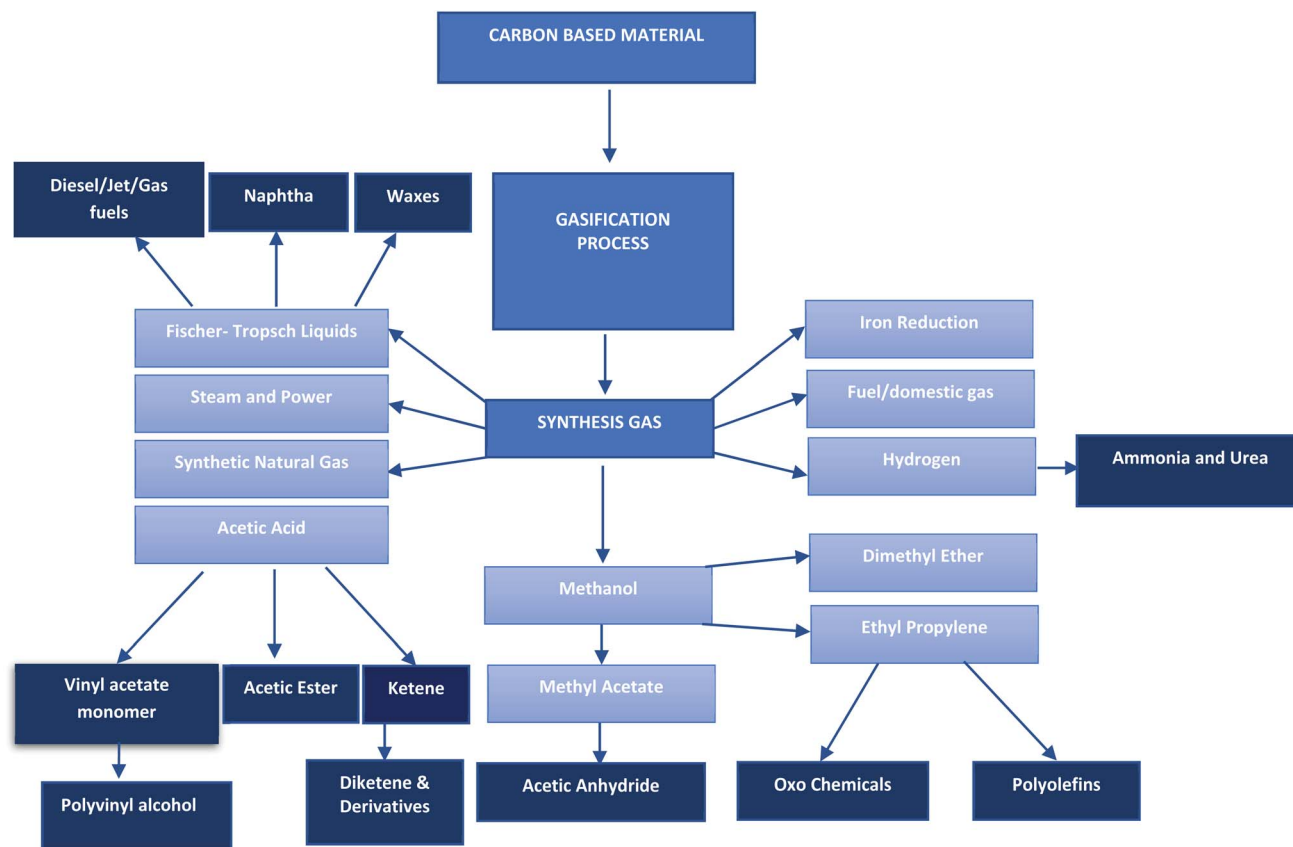 CARBON BASED MATERIAL
Diesel/Jet/Gas
fuels
Naphtha
Waxes
GASIFICATION
PROCESS
Fischer- Tropsch Liquids
Iron Reduction
Steam and Power
Fuel/domestic gas
SYNTHESIS GAS
Synthetic Natural Gas
Hydrogen
Ammonia and Urea
Acetic Acid
Dimethyl Ether
Methanol
Ethyl Propylene
Vinyl acetate
monomer
Acetic Ester
Ketene
Methyl Acetate
Polyvinyl alcohol
Diketene &
Derivatives
Acetic Anhydride
Oxo Chemicals
Polyolefins